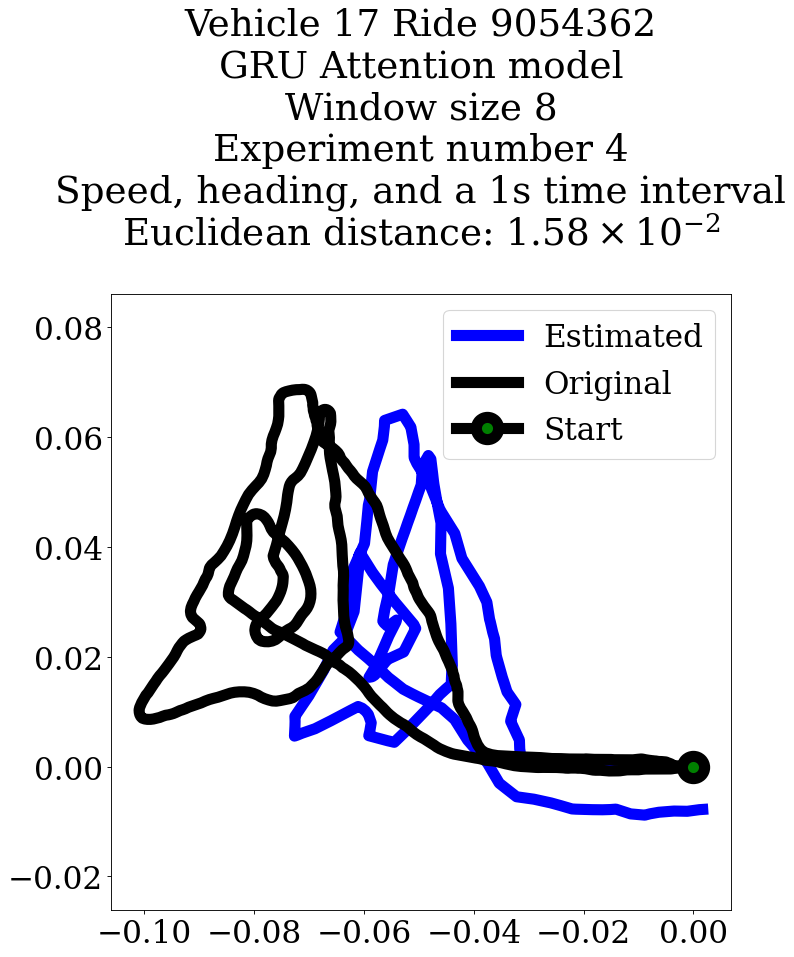 Vehicle 17 Ride 9054362
GRU Attention model
Window size 8
Experiment number 4
Speed, heading, and a 1s time interval
Euclidean distance: 1.58 × 10⁻²
Estimated
Original
Start
0.08
0.06
0.04
0.02
0.00
−0.02
−0.10 −0.08 −0.06 −0.04 −0.02 0.00